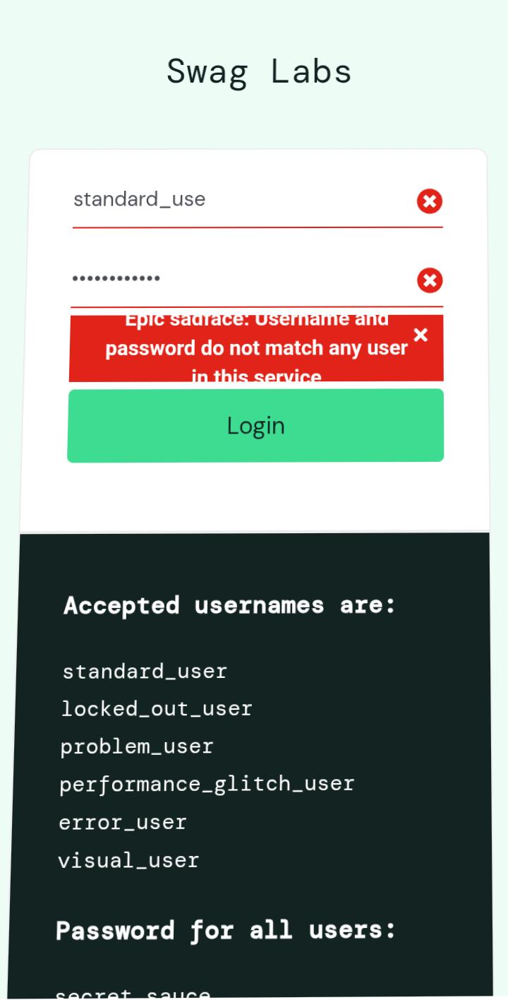 Swag Labs
standard_use
••••••••••••
Epic sadface: Username and
password do not match any user
in this service
Login
Accepted usernames are:
standard_user
locked_out_user
problem_user
performance_glitch_user
error_user
visual_user
Password for all users:
secret_sauce